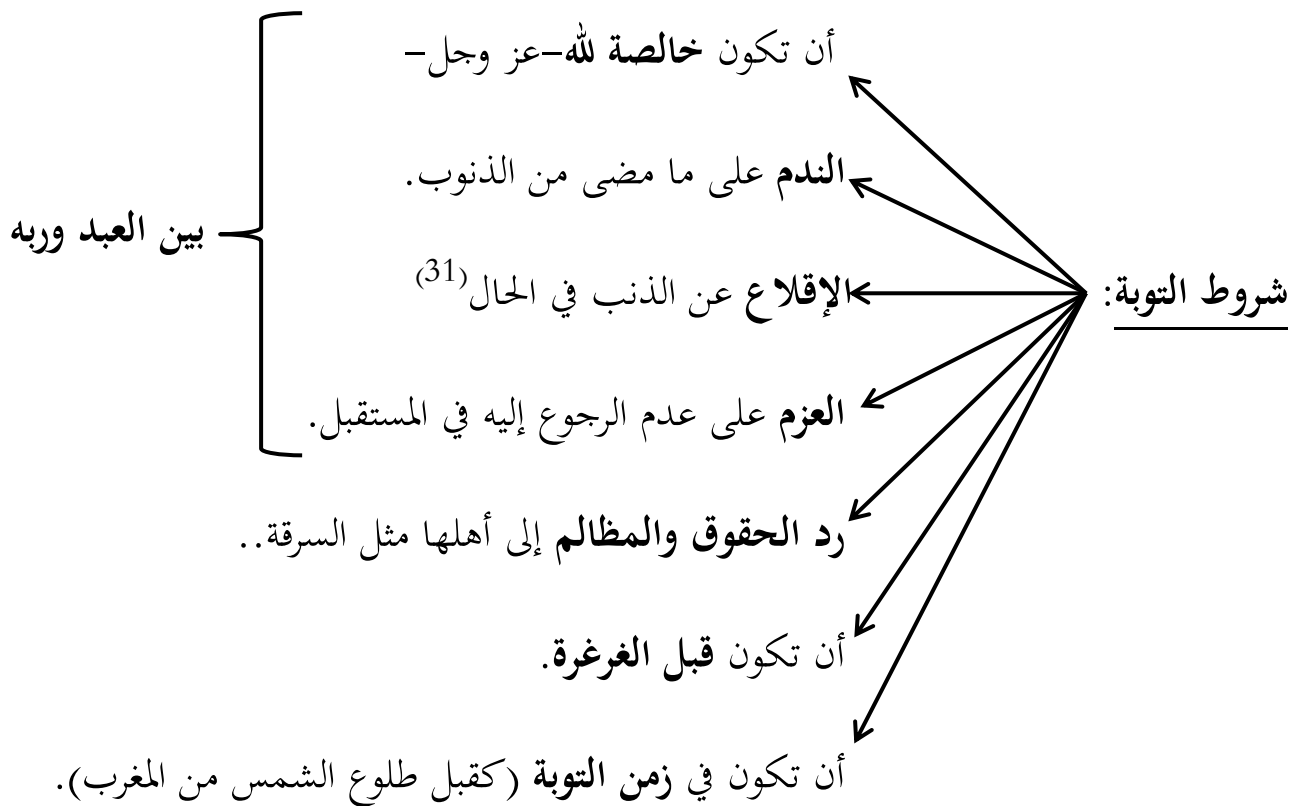 شروط التوبة:
أن تكون خالصة لله-عز وجل-
الندم على ما مضى من الذنوب.
الإقلاع عن الذنب في الحال(31)
العزم على عدم الرجوع إليه في المستقبل.
بين العبد وربه
رد الحقوق والمظالم إلى أهلها مثل السرقة..
أن تكون قبل الغرغرة.
أن تكون في زمن التوبة (كقبل طلوع الشمس من المغرب).